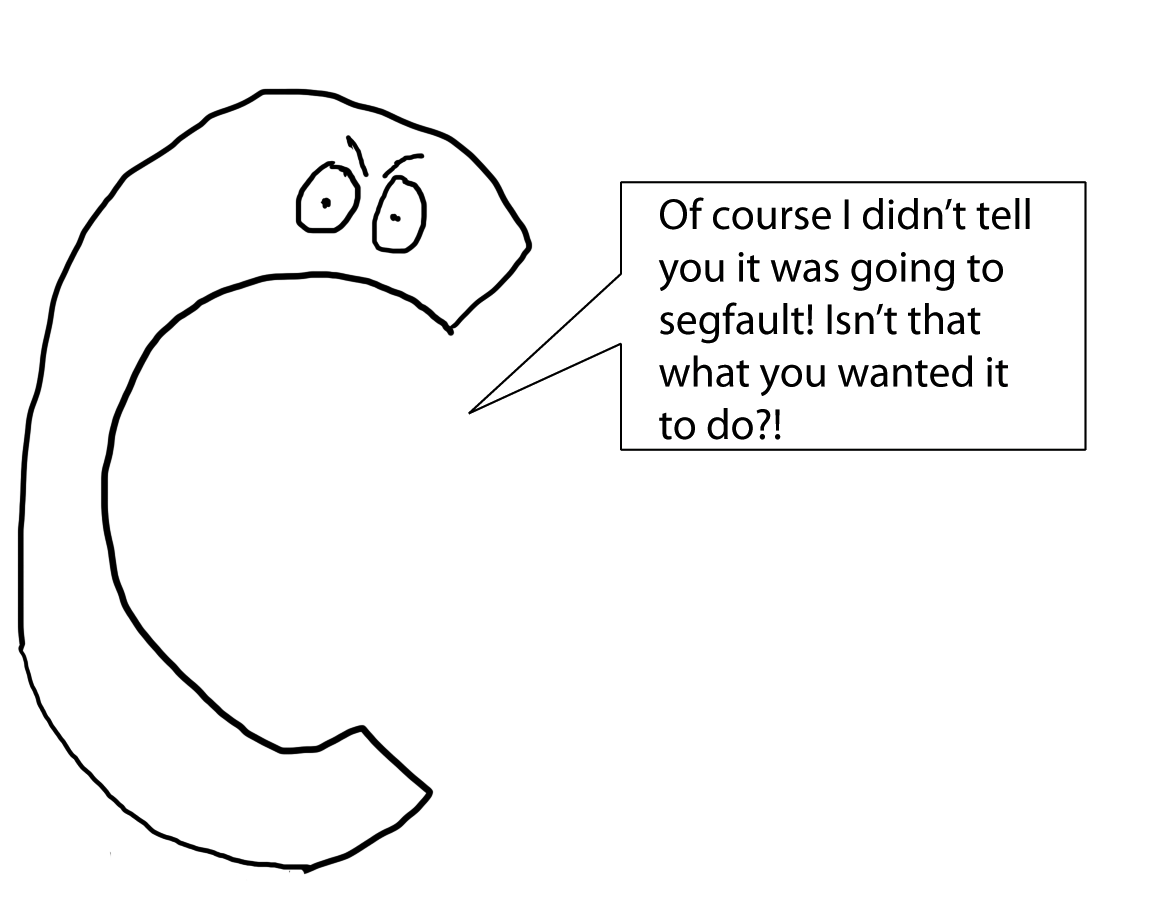 Of course I didn’t tell
you it was going to
segfault! Isn’t that
what you wanted it
to do?!